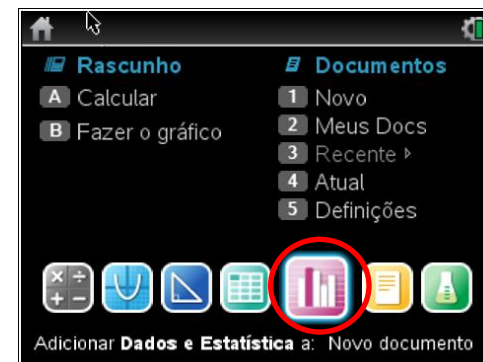 Rascunho
A Calcular
B Fazer o gráfico
Documentos
1 Novo
2 Meus Docs
3 Recente ▸
4 Atual
5 Definições
Adicionar Dados e Estatística a: Novo documento